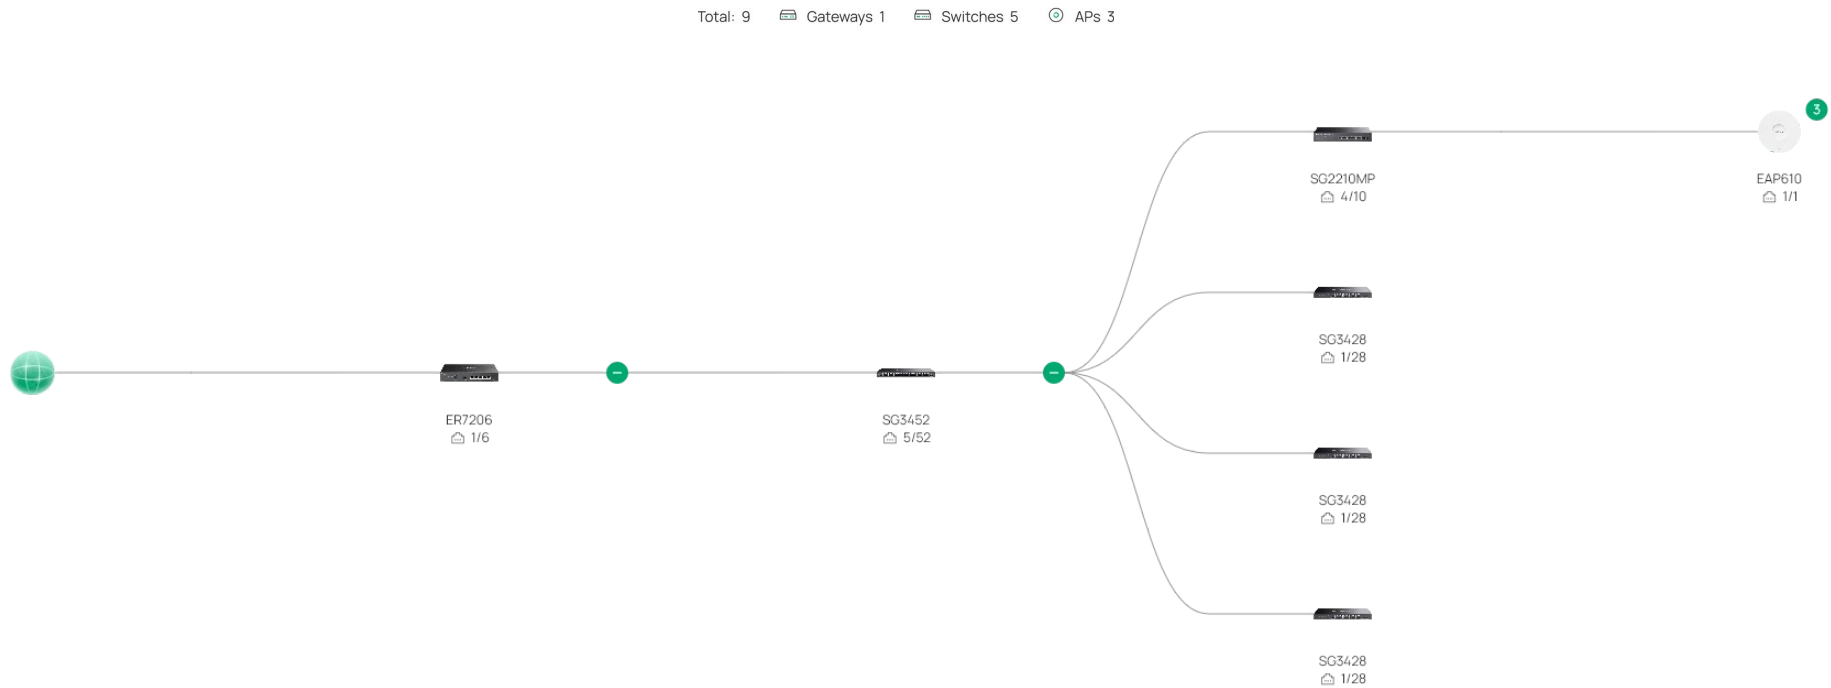 Total: 9 Gateways 1 Switches 5 APs 3
3
SG2210MP
4/10
EAP610
1/1
SG3428
1/28
ER7206
1/6
SG3452
5/52
SG3428
1/28
SG3428
1/28